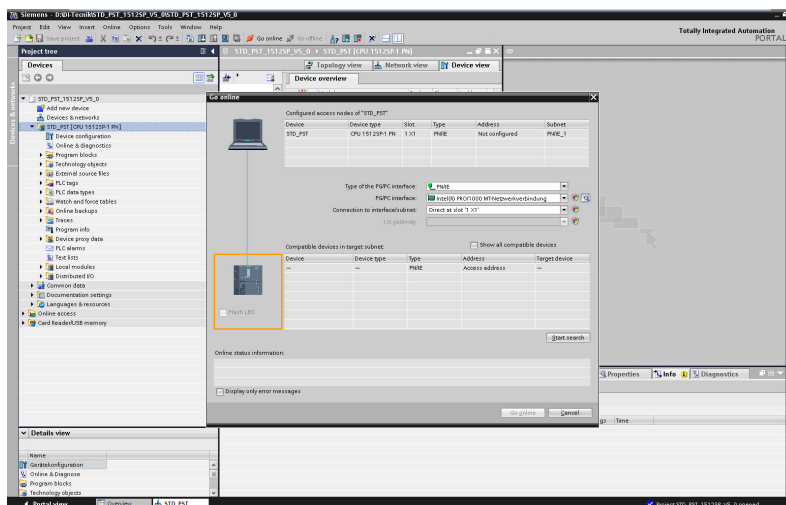 Siemens - D:\DI-Tecnik\STD_PST_1512SP_V5_0\STD_PST_1512SP_V5_0
Project Edit View Insert Online Options Tools Window Help
Totally Integrated Automation
PORTAL
Save project Go online Go offline
Project tree
STD_PST_1512SP_V5_0 STD_PST [CPU 1512SP-1 PN]
Devices
Topology view Network view Device view
Device overview
Devices & networks
STD_PST_1512SP_V5_0
Add new device
Devices & networks
STD_PST [CPU 1512SP-1 PN]
Device configuration
Online & diagnostics
Program blocks
Technology objects
External source files
PLC tags
PLC data types
Watch and force tables
Online backups
Traces
Program info
Device proxy data
PLC alarms
Text lists
Local modules
Distributed I/O
Common data
Documentation settings
Languages & resources
Online access
Card Reader/USB memory
Go online
Configured access nodes of "STD_PST"
Device Device type Slot Type Address Subnet
STD_PST CPU 1512SP-1 PN 1 X1 PN/IE Not configured PN/IE_1
Type of the PG/PC interface: PN/IE
PG/PC interface: Intel(R) PRO/1000 MT-Netzwerkverbindung
Connection to interface/subnet: Direct at slot '1 X1'
1st gateway:
Compatible devices in target subnet: Show all compatible devices
Device Device type Type Address Target device
— — PN/IE Access address —
Flash LED
Start search
Online status information:
Display only error messages
Go online Cancel
Properties Info Diagnostics
gs Time
Details view
Name
Gerätekonfiguration
Online & Diagnose
Program blocks
Technology objects
Portal view Overview STD_PST
Project STD_PST_1512SP_V5_0 opened